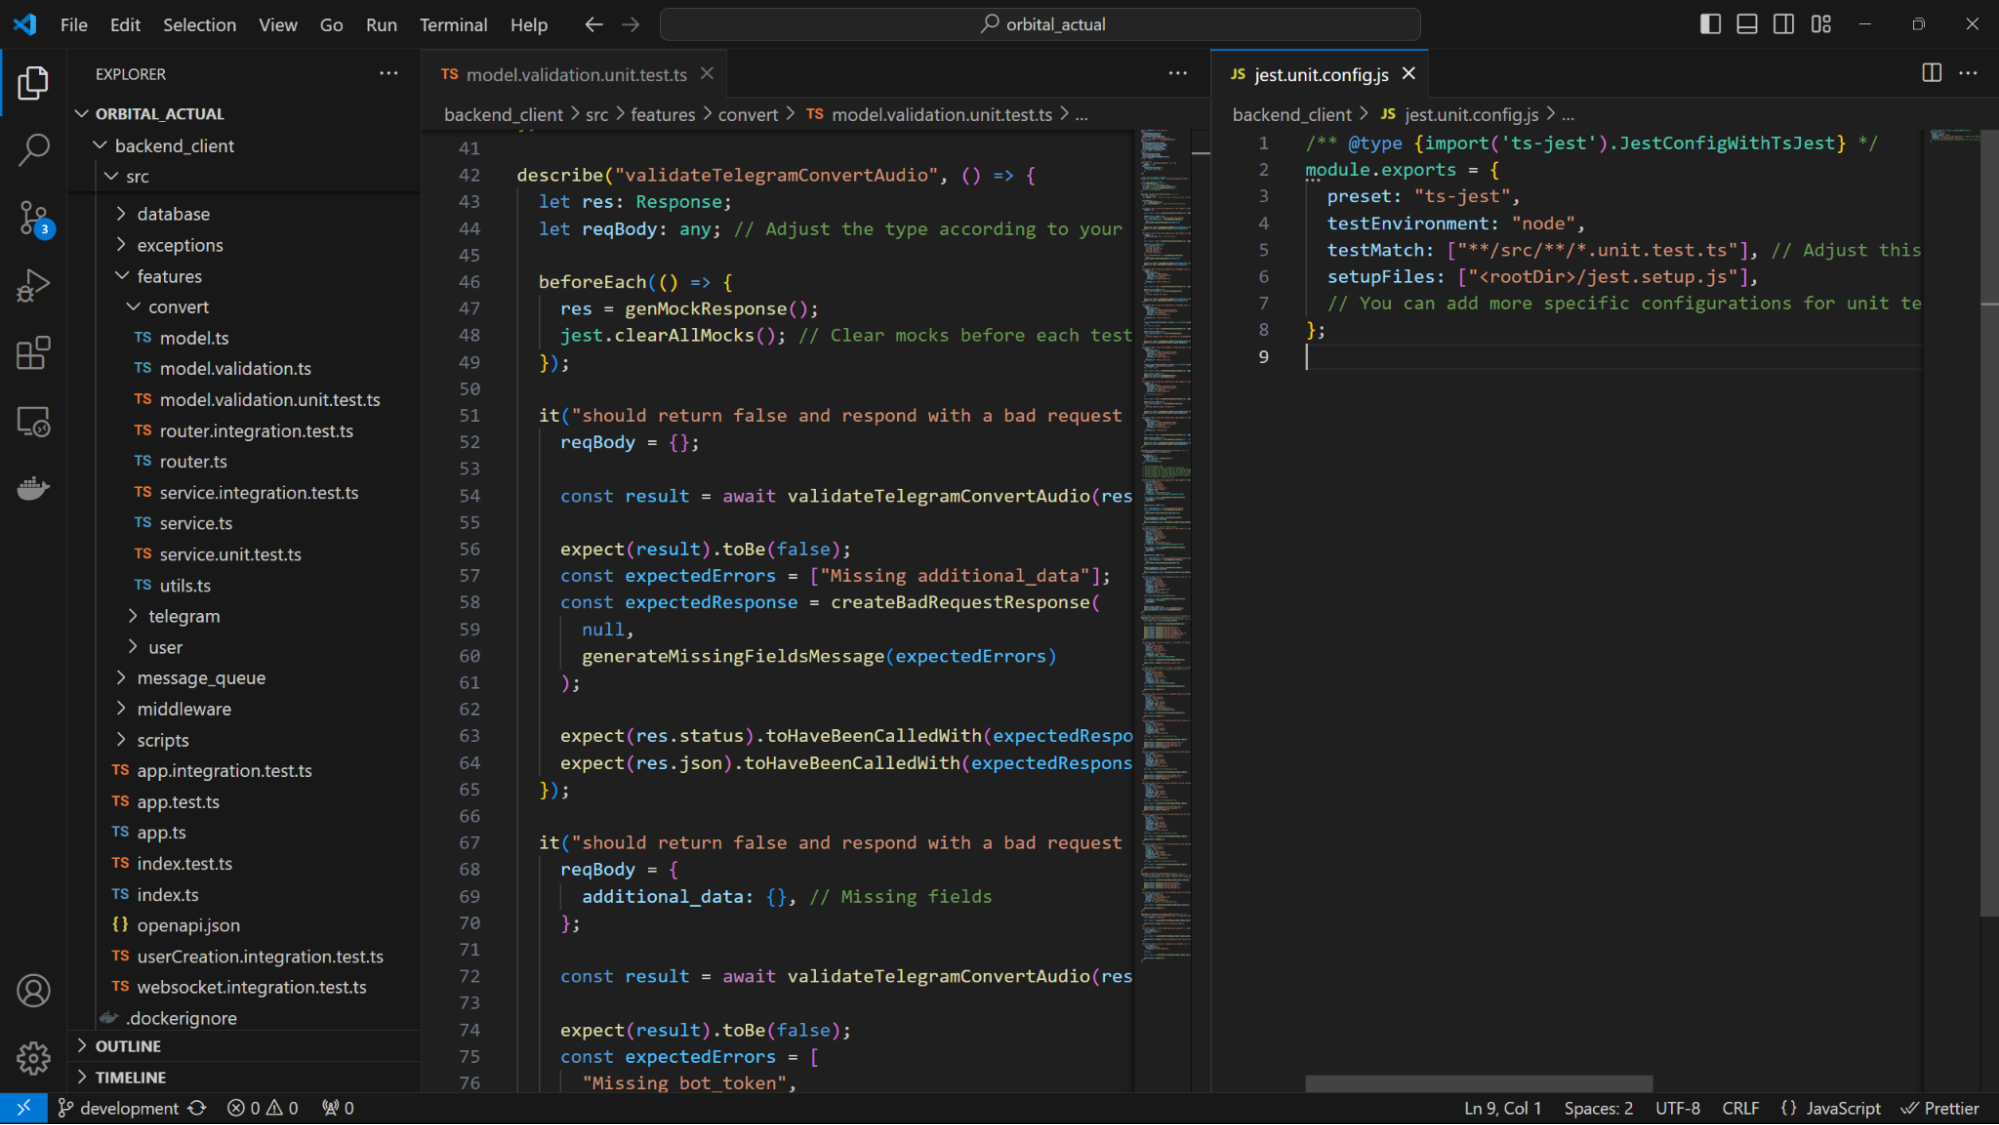 File Edit Selection View Go Run Terminal Help
orbital_actual
EXPLORER
ORBITAL_ACTUAL
backend_client
src
database
exceptions
features
convert
TS model.ts
TS model.validation.ts
TS model.validation.unit.test.ts
TS router.integration.test.ts
TS router.ts
TS service.integration.test.ts
TS service.ts
TS service.unit.test.ts
TS utils.ts
telegram
user
message_queue
middleware
scripts
TS app.integration.test.ts
TS app.test.ts
TS app.ts
TS index.test.ts
TS index.ts
{} openapi.json
TS userCreation.integration.test.ts
TS websocket.integration.test.ts
.dockerignore
OUTLINE
TIMELINE
3
TS model.validation.unit.test.ts
backend_client > src > features > convert > TS model.validation.unit.test.ts > ...
41
42 describe("validateTelegramConvertAudio", () => {
43 let res: Response;
44 let reqBody: any; // Adjust the type according to your
45
46 beforeEach(() => {
47 res = genMockResponse();
48 jest.clearAllMocks(); // Clear mocks before each test
49 });
50
51 it("should return false and respond with a bad request
52 reqBody = {};
53
54 const result = await validateTelegramConvertAudio(res
55
56 expect(result).toBe(false);
57 const expectedErrors = ["Missing additional_data"];
58 const expectedResponse = createBadRequestResponse(
59 null,
60 generateMissingFieldsMessage(expectedErrors)
61 );
62
63 expect(res.status).toHaveBeenCalledWith(expectedRespo
64 expect(res.json).toHaveBeenCalledWith(expectedRespons
65 });
66
67 it("should return false and respond with a bad request
68 reqBody = {
69 additional_data: {}, // Missing fields
70 };
71
72 const result = await validateTelegramConvertAudio(res
73
74 expect(result).toBe(false);
75 const expectedErrors = [
76 "Missing bot_token",
JS jest.unit.config.js
backend_client > JS jest.unit.config.js > ...
1 /** @type {import('ts-jest').JestConfigWithTsJest} */
2 module.exports = {
3 preset: "ts-jest",
4 testEnvironment: "node",
5 testMatch: ["**/src/**/*.unit.test.ts"], // Adjust this
6 setupFiles: ["<rootDir>/jest.setup.js"],
7 // You can add more specific configurations for unit te
8 };
9
development 0 0 0
Ln 9, Col 1 Spaces: 2 UTF-8 CRLF {} JavaScript Prettier